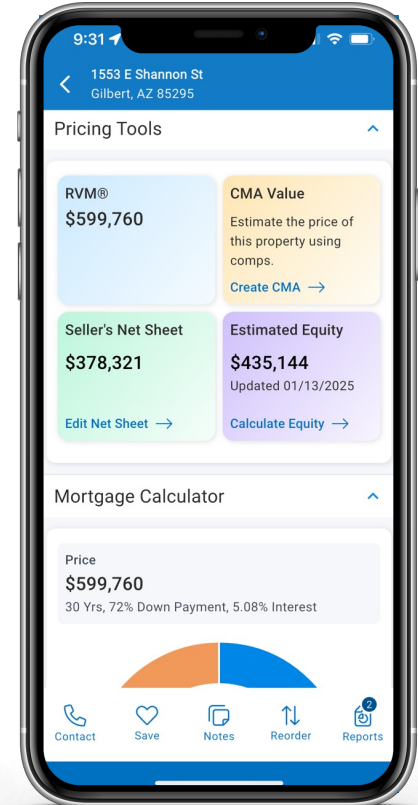 9:31
1553 E Shannon St
Gilbert, AZ 85295
Pricing Tools
RVM®
$599,760
CMA Value
Estimate the price of
this property using
comps.
Create CMA →
Seller's Net Sheet
$378,321
Edit Net Sheet →
Estimated Equity
$435,144
Updated 01/13/2025
Calculate Equity →
Mortgage Calculator
Price
$599,760
30 Yrs, 72% Down Payment, 5.08% Interest
Contact
Save
Notes
Reorder
2
Reports